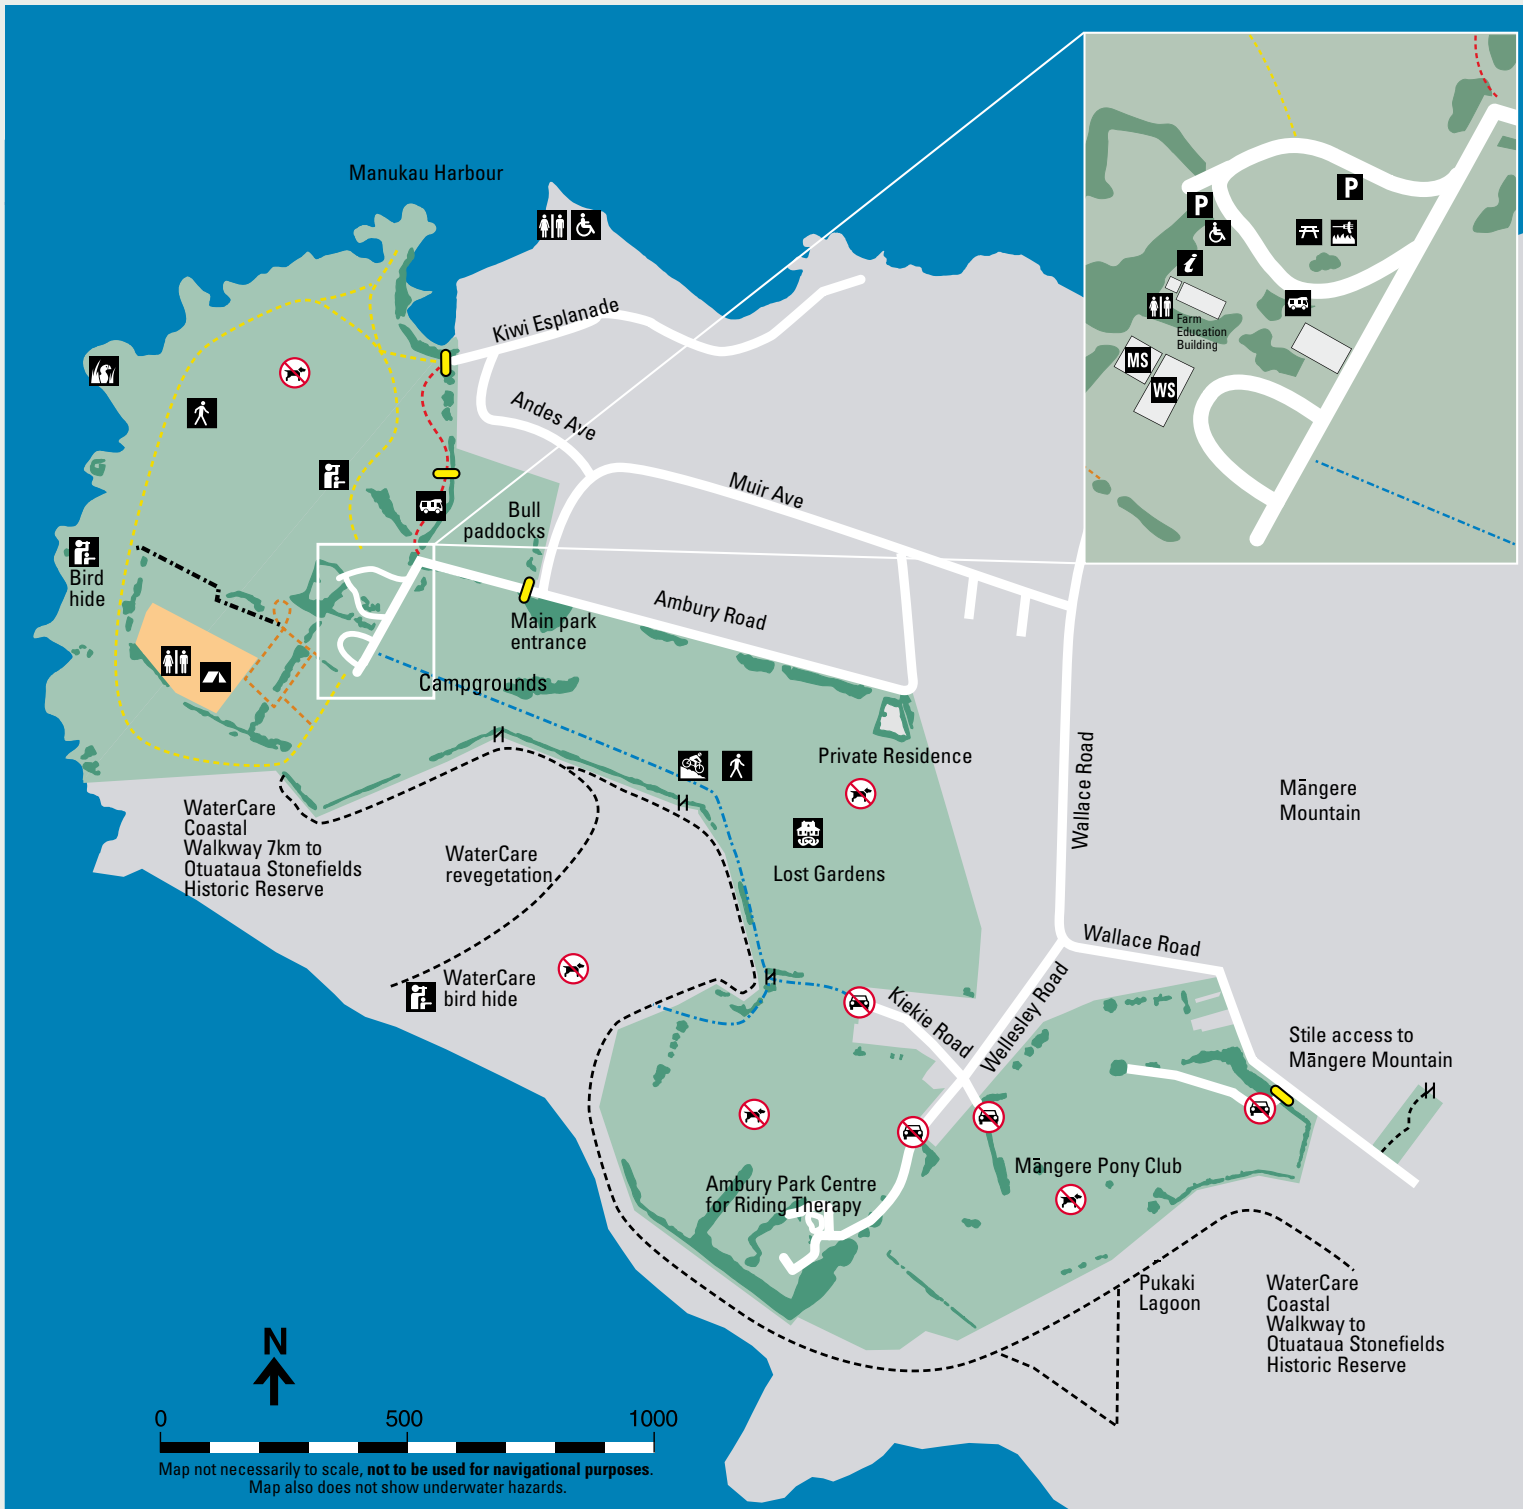 Manukau Harbour
P
P
i
Farm
Education
Building
MS
WS
Kiwi Esplanade
Andes Ave
Muir Ave
Bull
paddocks
Bird
hide
Ambury Road
Main park
entrance
Campgrounds
Private Residence
Wallace Road
Māngere
Mountain
WaterCare
Coastal
Walkway 7km to
Otuataua Stonefields
Historic Reserve
WaterCare
revegetation
Lost Gardens
Wallace Road
WaterCare
bird hide
Kiekie Road
Wellesley Road
Stile access to
Māngere Mountain
Ambury Park Centre
for Riding Therapy
Māngere Pony Club
Pukaki
Lagoon
WaterCare
Coastal
Walkway to
Otuataua Stonefields
Historic Reserve
N
0 500 1000
Map not necessarily to scale, not to be used for navigational purposes.
Map also does not show underwater hazards.